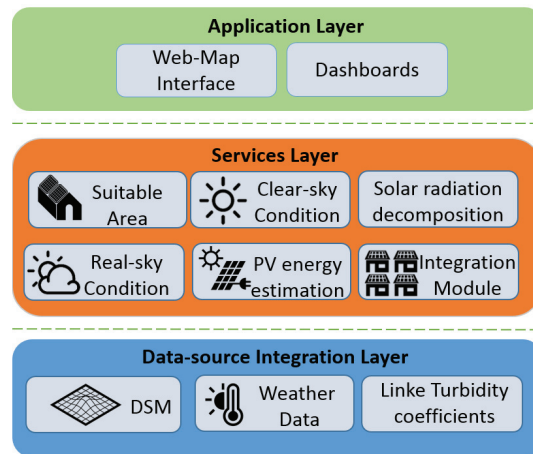 Application Layer
Web-Map
Interface
Dashboards
Services Layer
Suitable
Area
Clear-sky
Condition
Solar radiation
decomposition
Real-sky
Condition
PV energy
estimation
Integration
Module
Data-source Integration Layer
DSM
Weather
Data
Linke Turbidity
coefficients